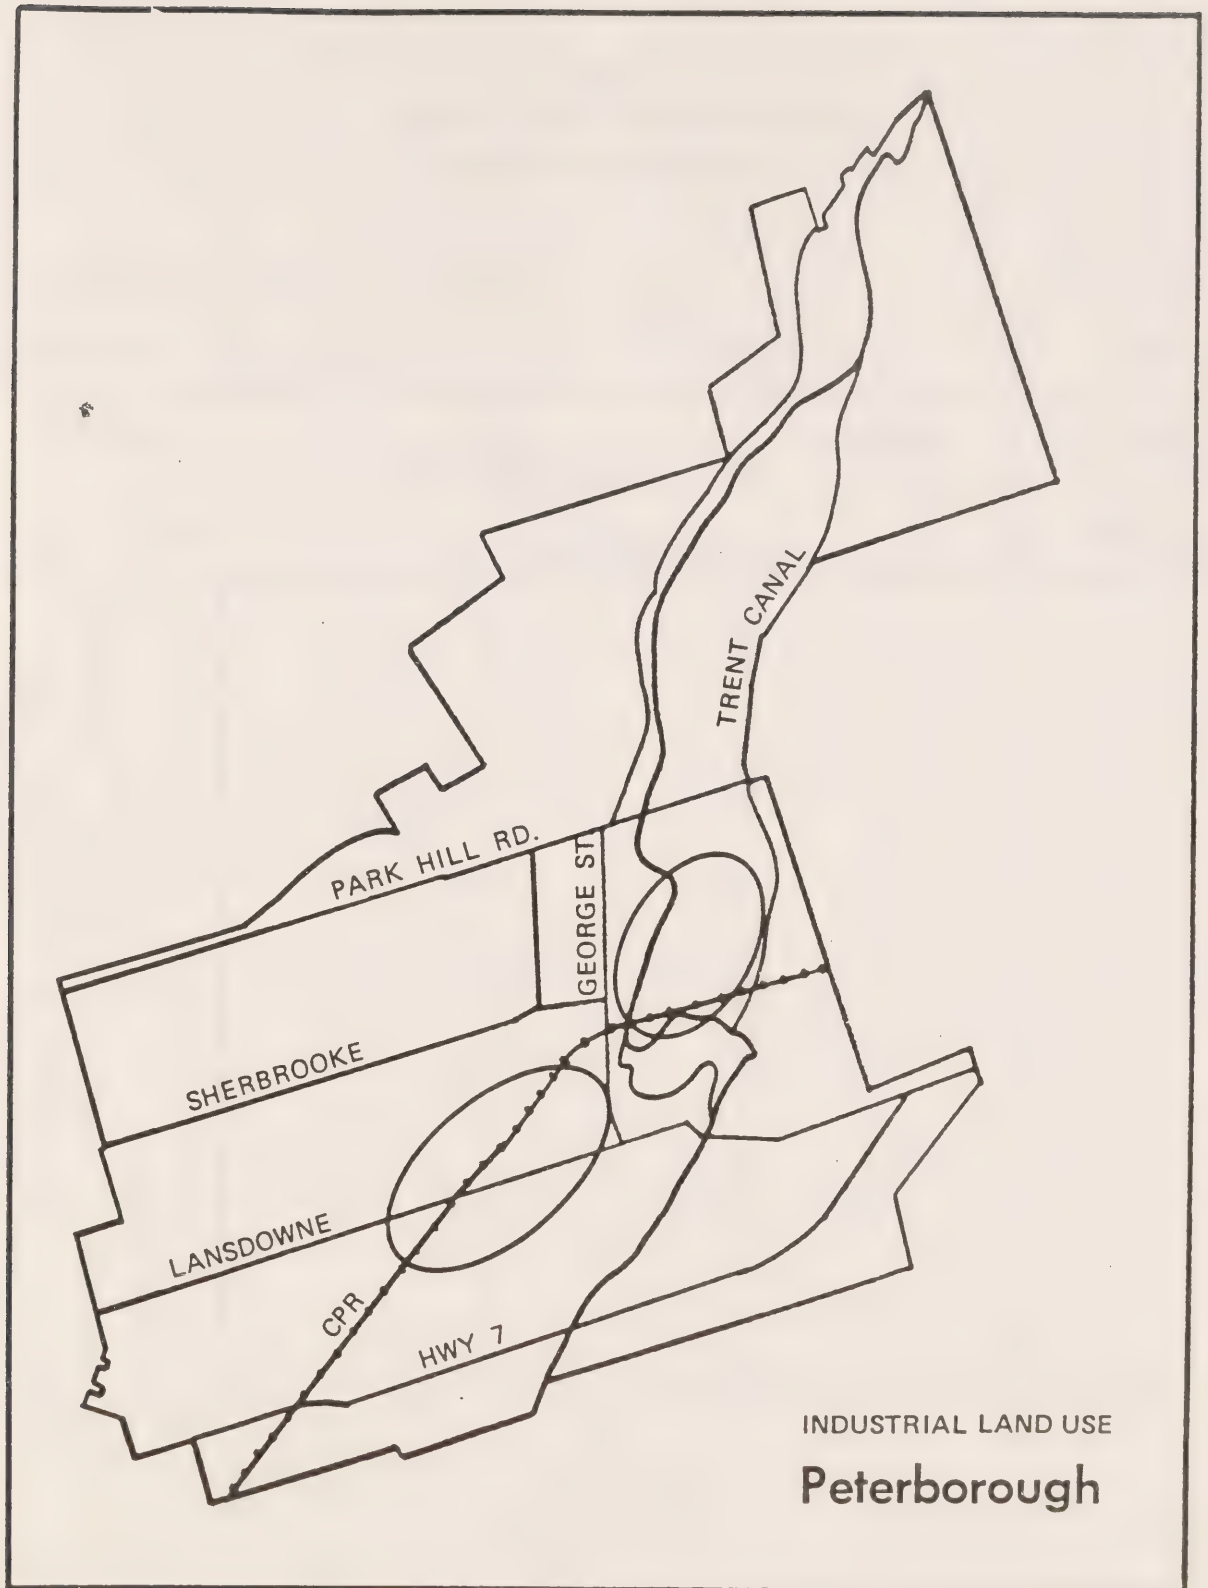 TRENT CANAL
PARK HILL RD.
GEORGE ST
SHERBROOKE
LANSDOWNE
CPR
HWY 7
INDUSTRIAL LAND USE
Peterborough